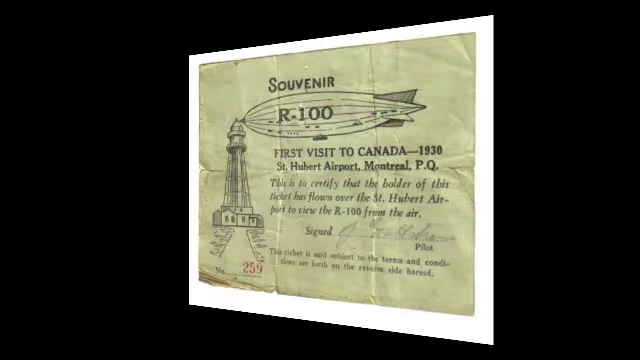 SOUVENIR
R-100
FIRST VISIT TO CANADA—1930
St. Hubert Airport, Montreal, P.Q.
This is to certify that the holder of this
ticket has flown over the St. Hubert Air-
port to view the R-100 from the air.
Signed
Pilot
This ticket is sold subject to the terms and condi-
tions set forth on the reverse side hereof.
No. 259